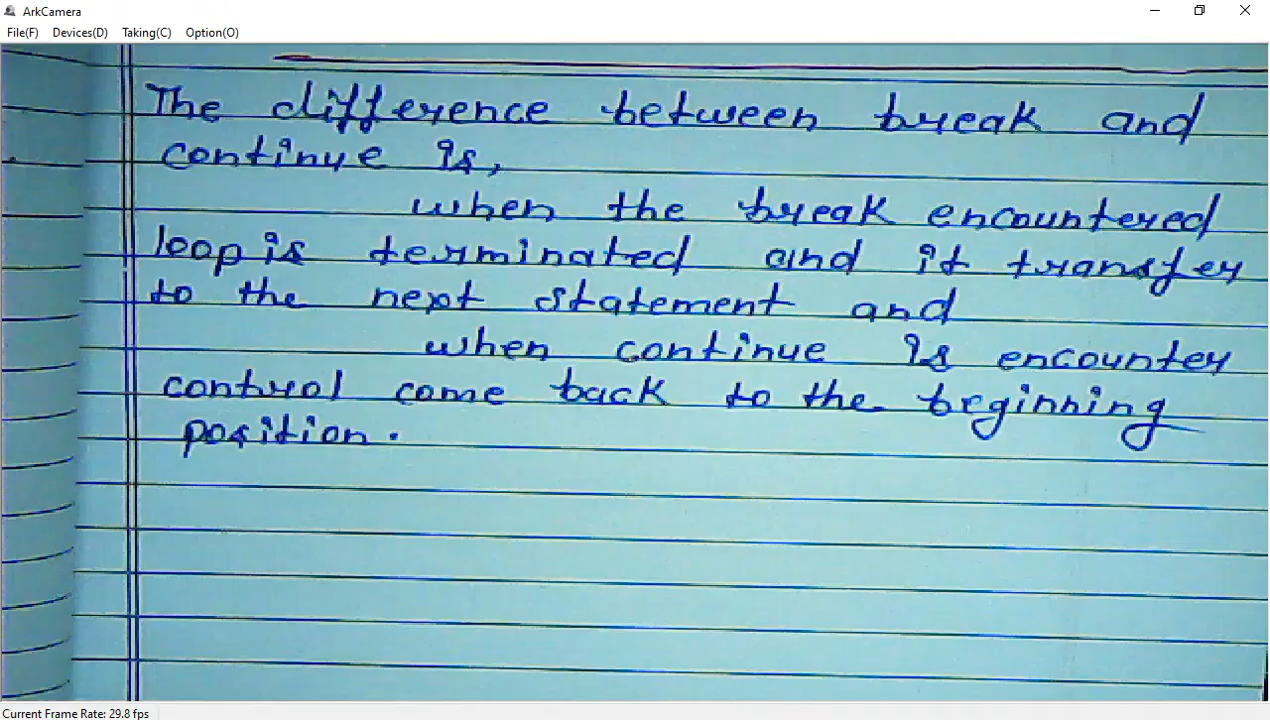 ArkCamera
File(F) Devices(D) Taking(C) Option(O)
The difference between break and
continue is,
when the break encountered
loop is terminated and it transfer
to the next statement and
when continue is encounter
control come back to the beginning
position.
Current Frame Rate: 29.8 fps